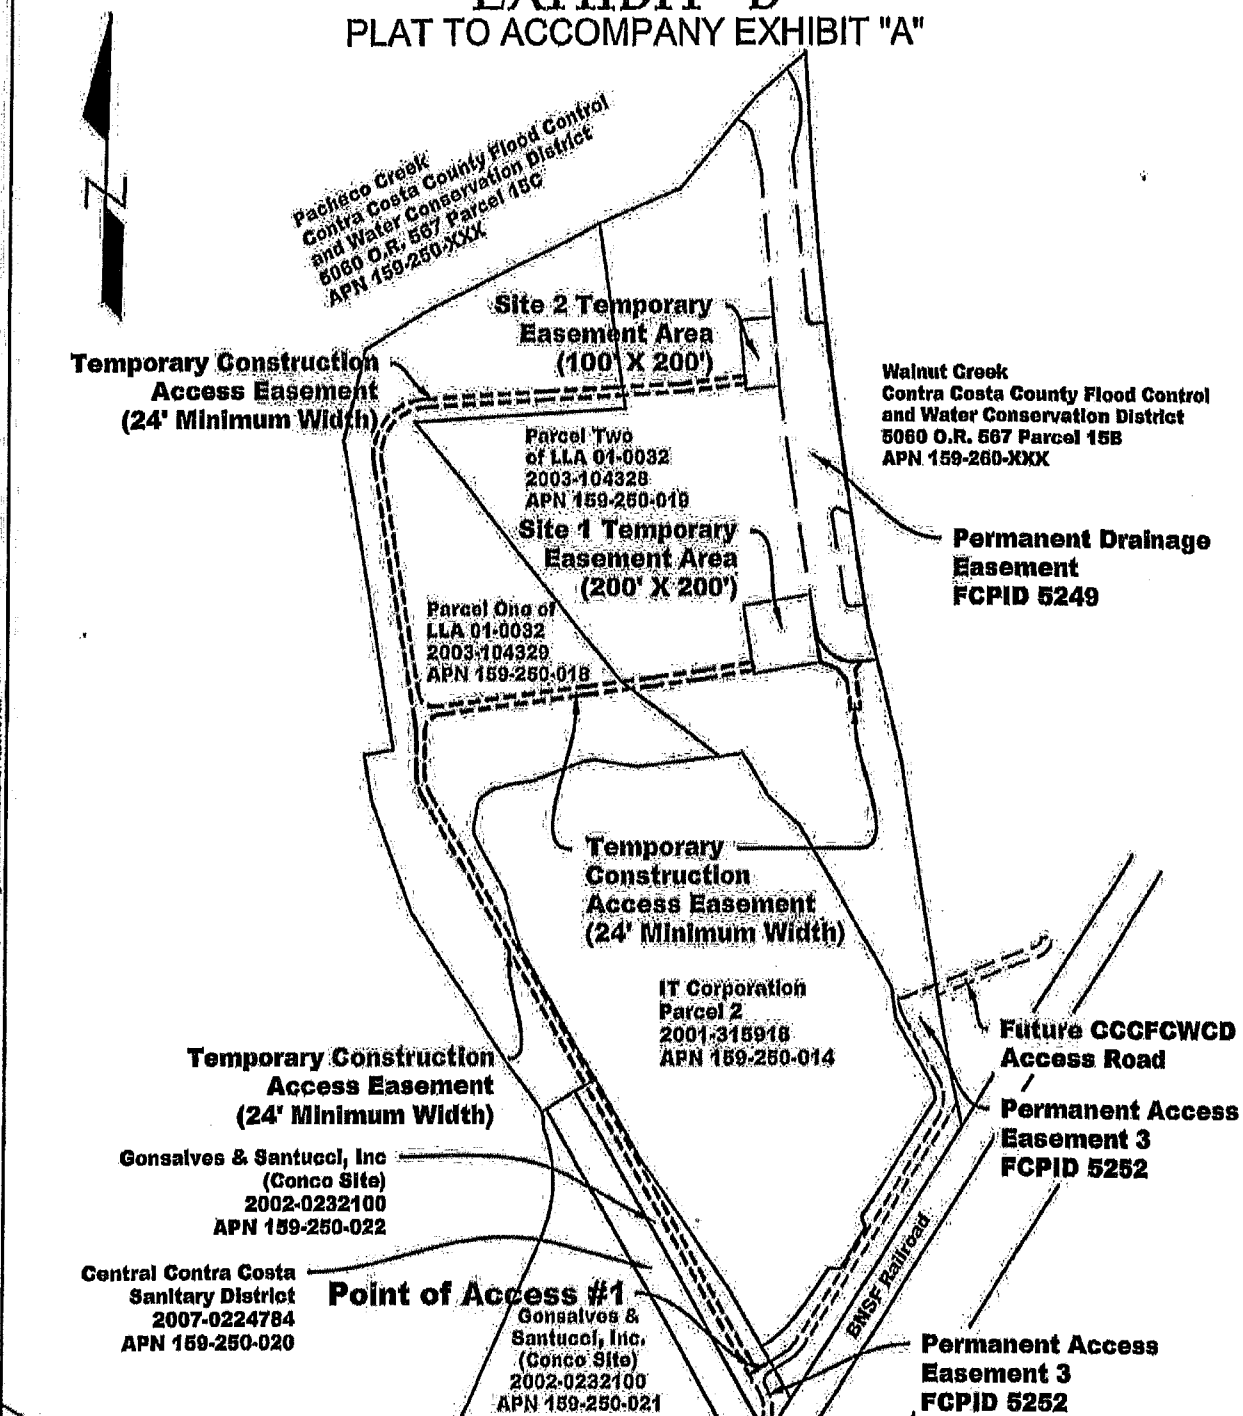 PLAT TO ACCOMPANY EXHIBIT "A"
Pacheco Creek
Contra Costa County Flood Control
and Water Conservation District
5060 O.R. 567 Parcel 15C
APN 159-250-XXX
Site 2 Temporary
Easement Area
(100' X 200')
Temporary Construction
Access Easement
(24' Minimum Width)
Walnut Creek
Contra Costa County Flood Control
and Water Conservation District
5060 O.R. 567 Parcel 15B
APN 159-260-XXX
Parcel Two
of LLA 01-0032
2003-104328
APN 159-250-019
Site 1 Temporary
Easement Area
(200' X 200')
Permanent Drainage
Easement
FCPID 5249
Parcel One of
LLA 01-0032
2003-104329
APN 159-250-018
Temporary
Construction
Access Easement
(24' Minimum Width)
IT Corporation
Parcel 2
2001-315918
APN 159-250-014
Future CCCFCWCD
Access Road
Temporary Construction
Access Easement
(24' Minimum Width)
Permanent Access
Easement 3
FCPID 5252
Gonsalves & Santucci, Inc
(Conco Site)
2002-0232100
APN 159-250-022
BNSF Railroad
Central Contra Costa
Sanitary District
2007-0224784
APN 159-250-020
Point of Access #1
Gonsalves &
Santucci, Inc.
(Conco Site)
2002-0232100
APN 159-250-021
Permanent Access
Easement 3
FCPID 5252